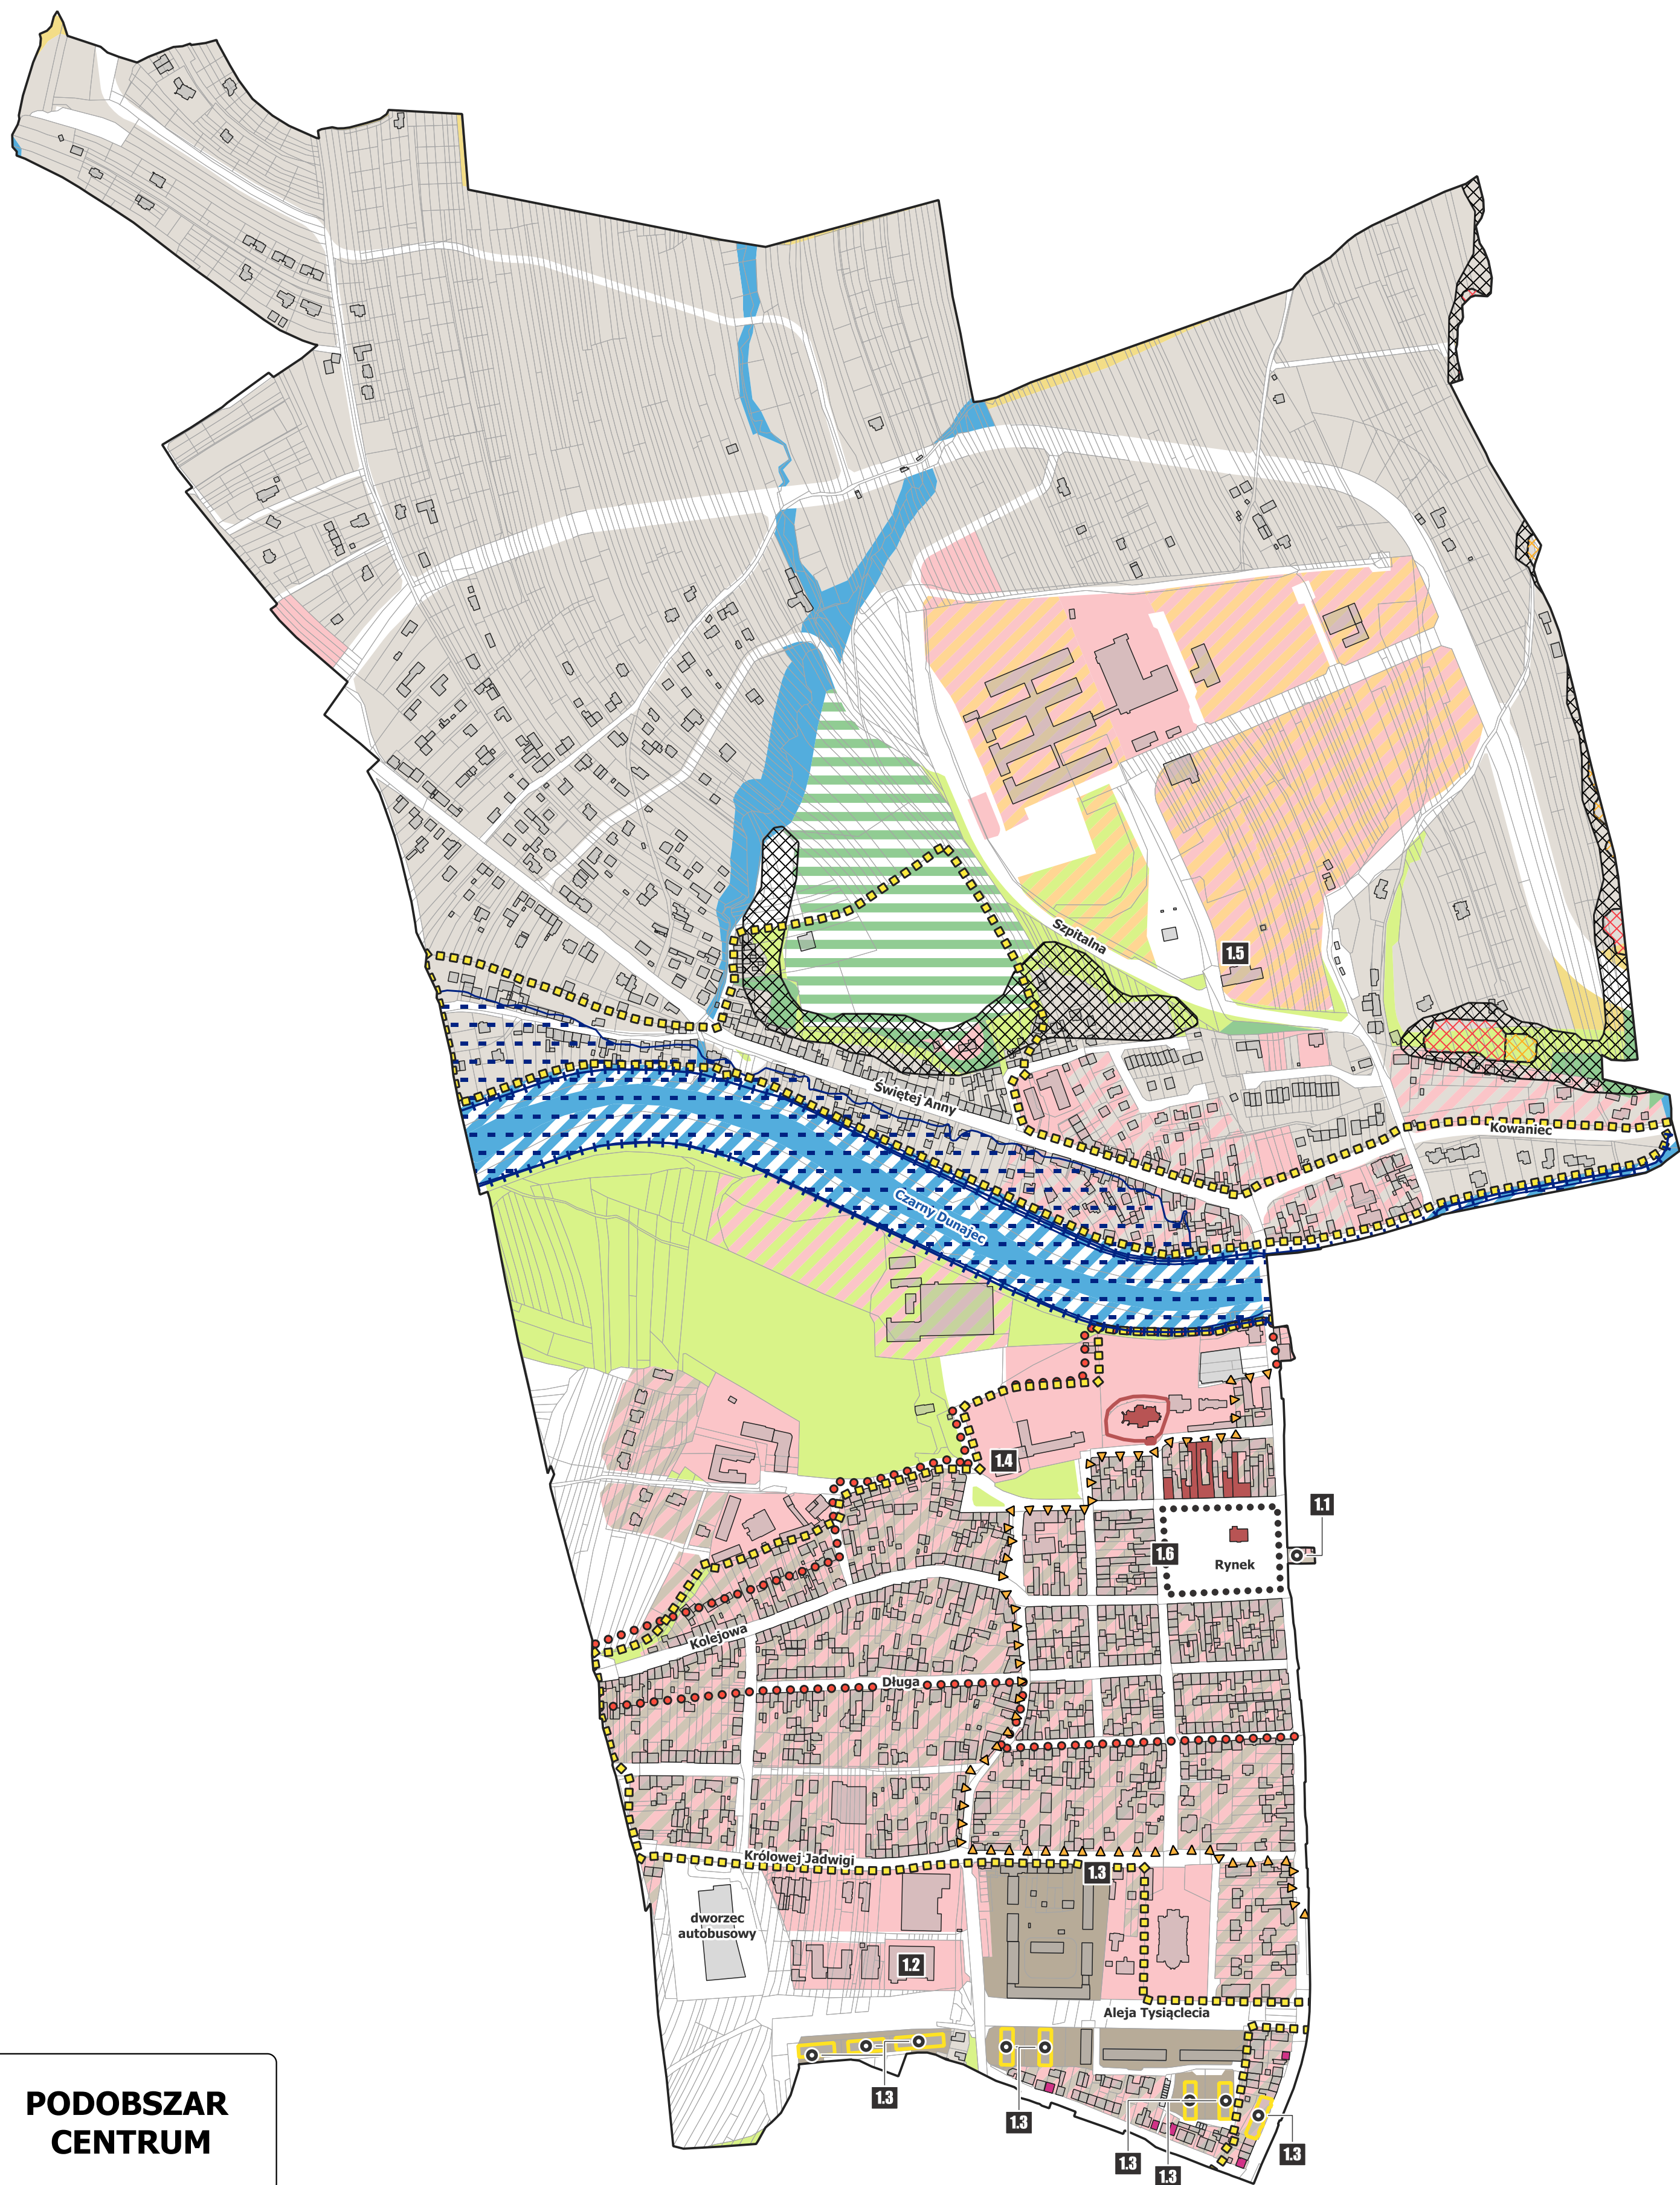 Szpitalna
1.5
Świętej Anny
Kowaniec
Czarny Dunajec
1.4
1.1
1.6
Rynek
Kolejowa
Długa
Królowej Jadwigi
1.3
dworzec
autobusowy
1.2
Aleja Tysiąclecia
1.3
1.3
1.3
1.3
1.3
PODOBSZAR
CENTRUM